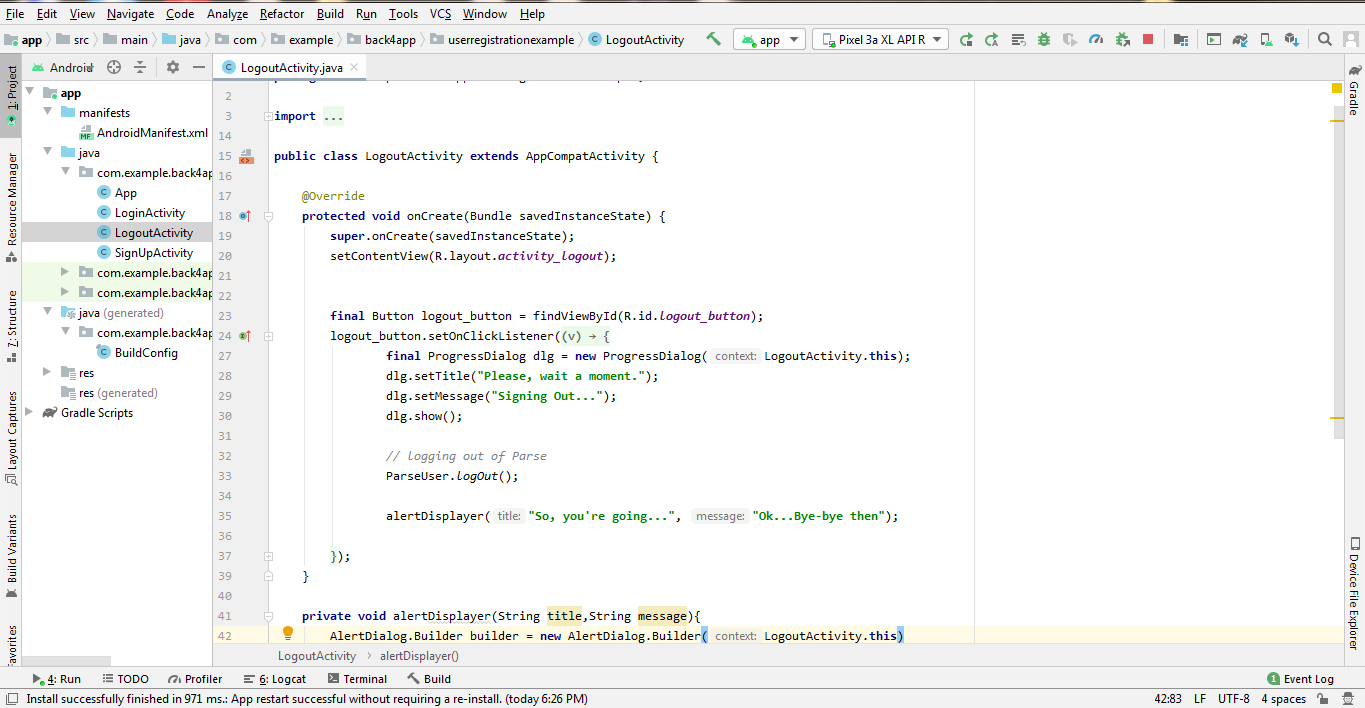 File Edit View Navigate Code Analyze Refactor Build Run Tools VCS Window Help
app src main java com example back4app userregistrationexample LogoutActivity app Pixel 3a XL API R
Android LogoutActivity.java
1: Project
Resource Manager
Z: Structure
Layout Captures
Build Variants
avorites
app
manifests
AndroidManifest.xml
java
com.example.back4ap
App
LoginActivity
LogoutActivity
SignUpActivity
com.example.back4ap
com.example.back4ap
java (generated)
com.example.back4ap
BuildConfig
res
res (generated)
Gradle Scripts
2
3 import ...
14
15 public class LogoutActivity extends AppCompatActivity {
16
17 @Override
18 protected void onCreate(Bundle savedInstanceState) {
19 super.onCreate(savedInstanceState);
20 setContentView(R.layout.activity_logout);
21
22
23 final Button logout_button = findViewById(R.id.logout_button);
24 logout_button.setOnClickListener((v) → {
27 final ProgressDialog dlg = new ProgressDialog( context: LogoutActivity.this);
28 dlg.setTitle("Please, wait a moment.");
29 dlg.setMessage("Signing Out...");
30 dlg.show();
31
32 // logging out of Parse
33 ParseUser.logOut();
34
35 alertDisplayer( title: "So, you're going...", message: "Ok...Bye-bye then");
36
37 });
39 }
40
41 private void alertDisplayer(String title,String message){
42 AlertDialog.Builder builder = new AlertDialog.Builder( context: LogoutActivity.this)
LogoutActivity > alertDisplayer()
Gradle
Device File Explorer
4: Run TODO Profiler 6: Logcat Terminal Build 1 Event Log
Install successfully finished in 971 ms.: App restart successful without requiring a re-install. (today 6:26 PM) 42:83 LF UTF-8 4 spaces